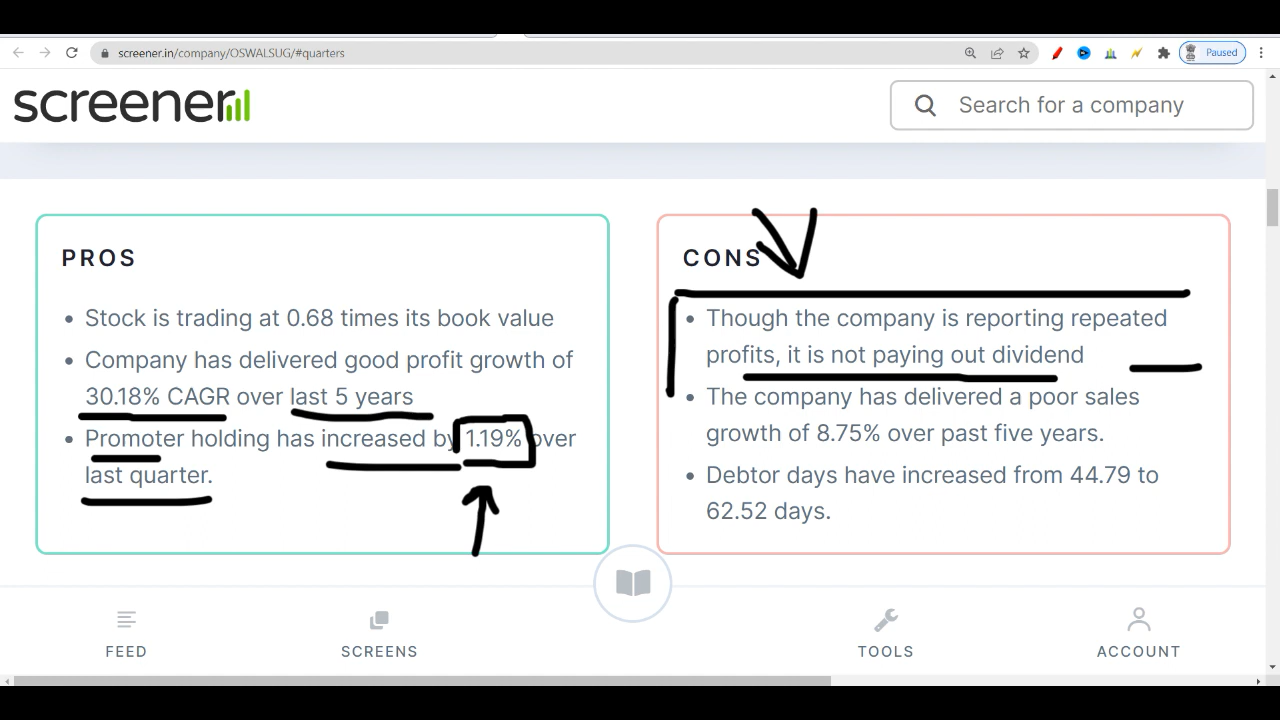 screener.in/company/OSWALSUG/#quarters
Paused
screener
Search for a company
PROS
Stock is trading at 0.68 times its book value
Company has delivered good profit growth of
30.18% CAGR over last 5 years
Promoter holding has increased by 1.19% over
last quarter.
CONS
Though the company is reporting repeated
profits, it is not paying out dividend
The company has delivered a poor sales
growth of 8.75% over past five years.
Debtor days have increased from 44.79 to
62.52 days.
FEED
SCREENS
TOOLS
ACCOUNT